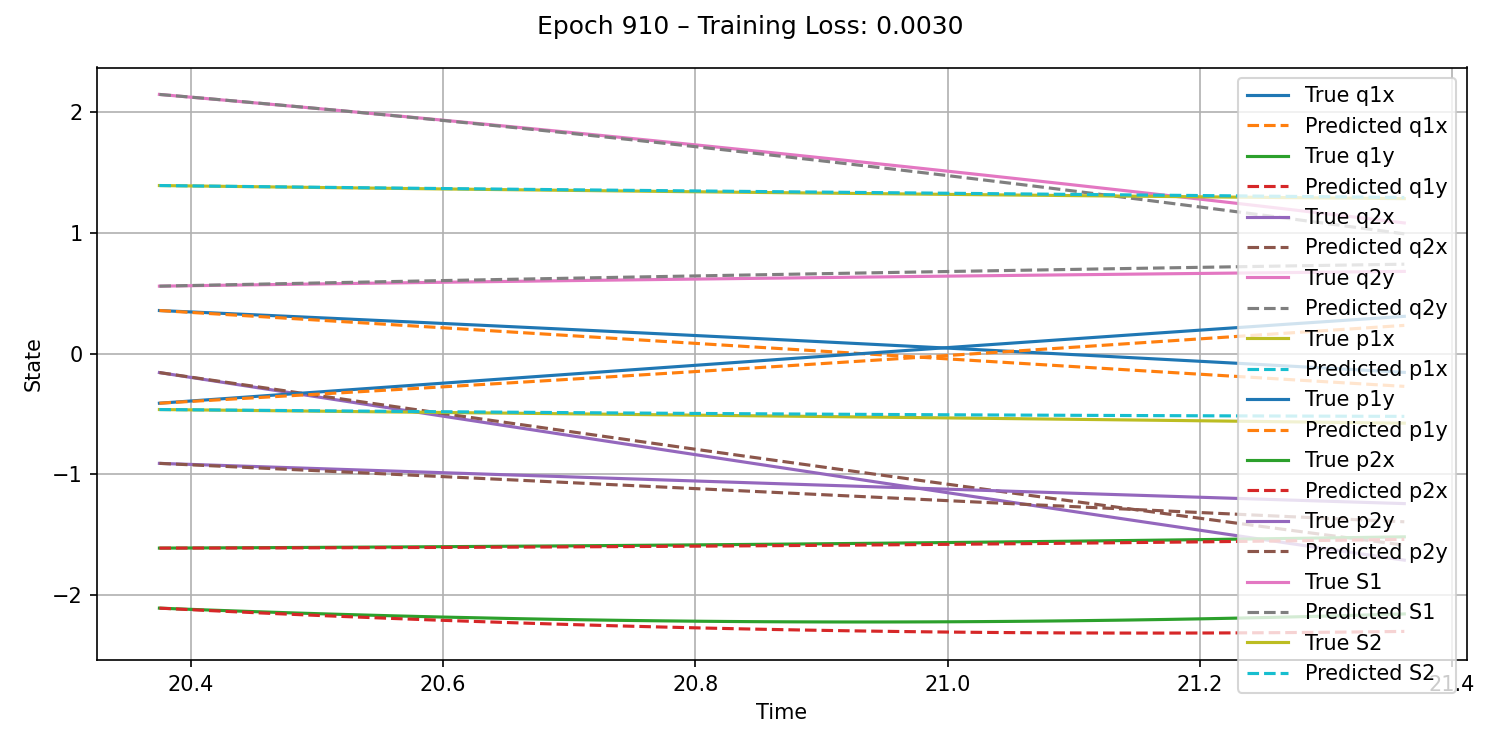 Epoch 910 – Training Loss: 0.0030
State
2
1
0
−1
−2
20.4
20.6
20.8
21.0
21.2
21.4
Time
True q1x
Predicted q1x
True q1y
Predicted q1y
True q2x
Predicted q2x
True q2y
Predicted q2y
True p1x
Predicted p1x
True p1y
Predicted p1y
True p2x
Predicted p2x
True p2y
Predicted p2y
True S1
Predicted S1
True S2
Predicted S2